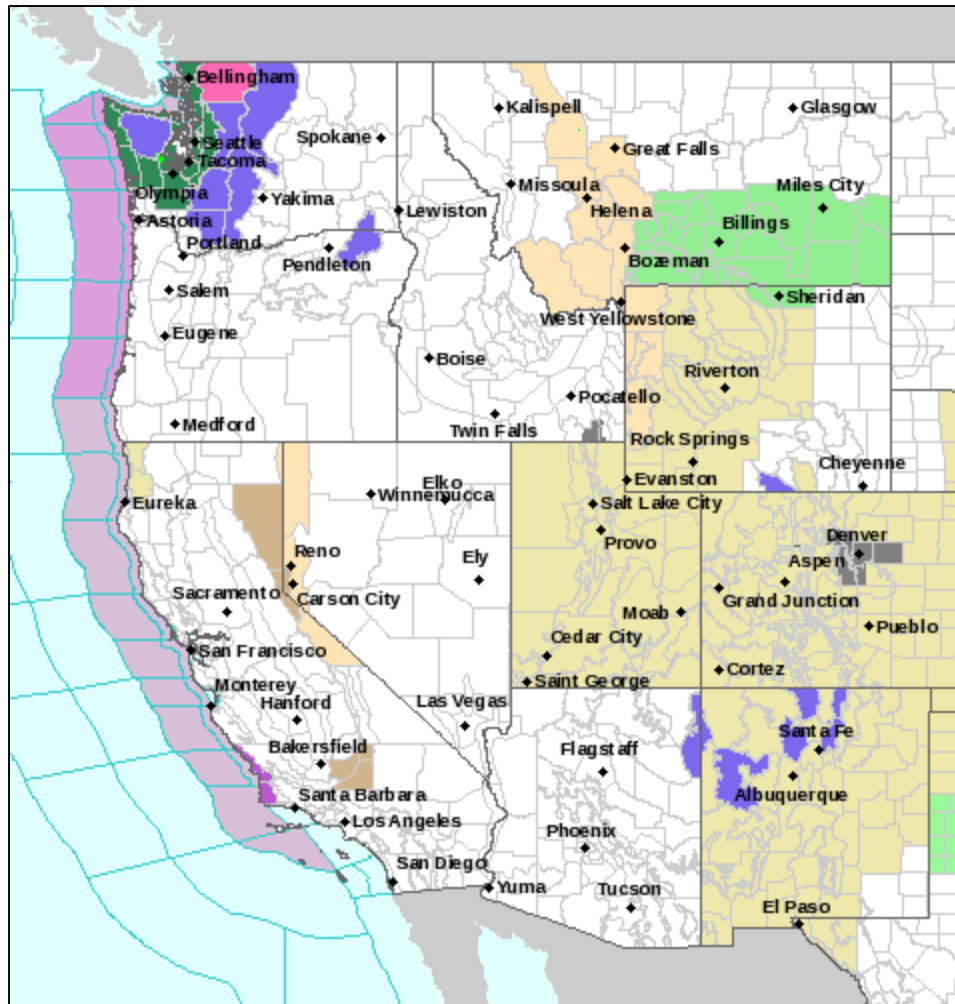 Bellingham
Kalispell
Glasgow
Seattle
Spokane
Great Falls
Tacoma
Missoula
Miles City
Olympia
Yakima
Lewiston
Helena
Astoria
Billings
Portland
Pendleton
Bozeman
Salem
Sheridan
West Yellowstone
Eugene
Boise
Riverton
Pocatello
Medford
Twin Falls
Rock Springs
Cheyenne
Elko
Evanston
Eureka
Winnemucca
Salt Lake City
Provo
Denver
Reno
Ely
Aspen
Sacramento
Carson City
Grand Junction
Moab
Pueblo
Cedar City
San Francisco
Cortez
Saint George
Monterey
Hanford
Las Vegas
Santa Fe
Bakersfield
Flagstaff
Albuquerque
Santa Barbara
Los Angeles
Phoenix
San Diego
Yuma
Tucson
El Paso